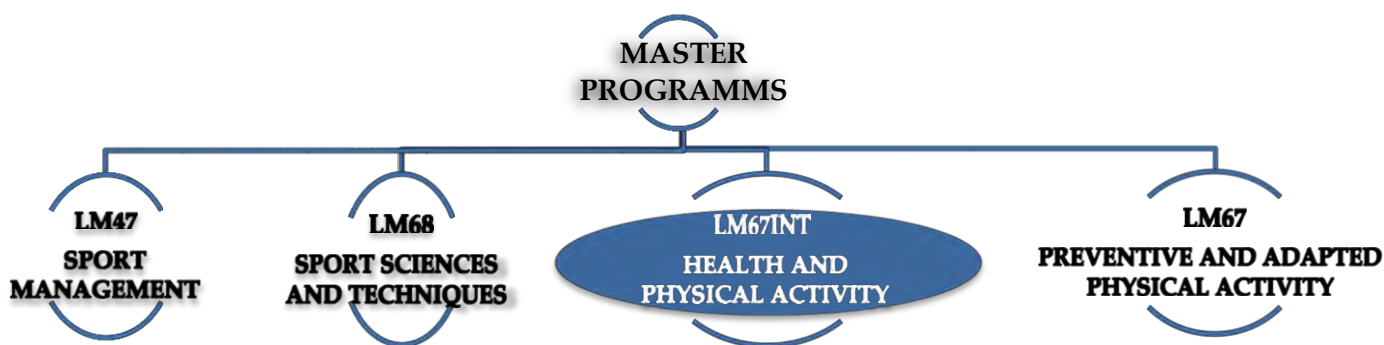 MASTER
PROGRAMMS
LM47
SPORT
MANAGEMENT
LM68
SPORT SCIENCES
AND TECHNIQUES
LM67INT
HEALTH AND
PHYSICAL ACTIVITY
LM67
PREVENTIVE AND ADAPTED
PHYSICAL ACTIVITY